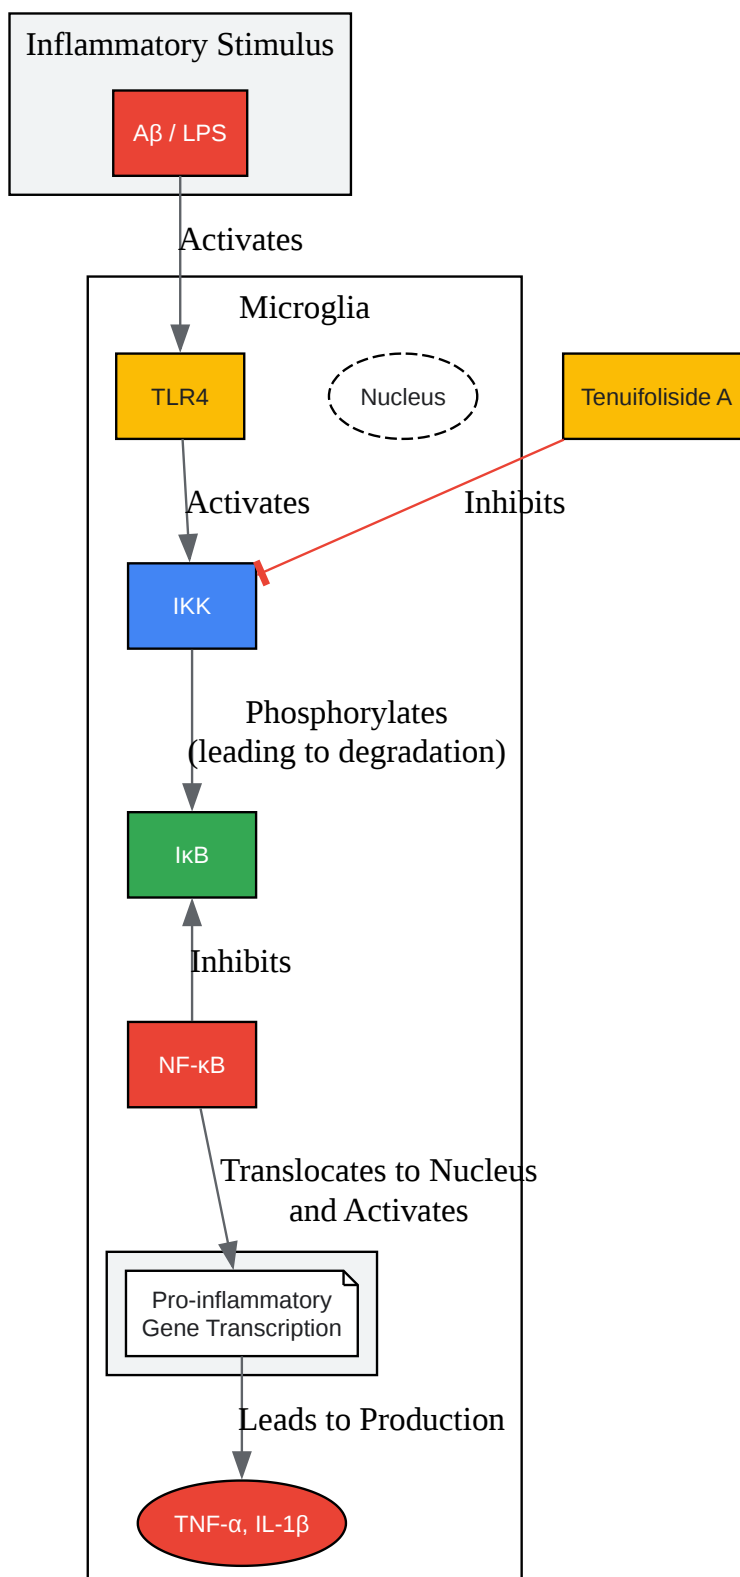 Inflammatory Stimulus
Aβ / LPS
Activates
Microglia
TLR4
Nucleus
Tenuifoliside A
Activates
Inhibits
IKK
Phosphorylates
(leading to degradation)
IκB
Inhibits
NF-κB
Translocates to Nucleus
and Activates
Pro-inflammatory
Gene Transcription
Leads to Production
TNF-α, IL-1β